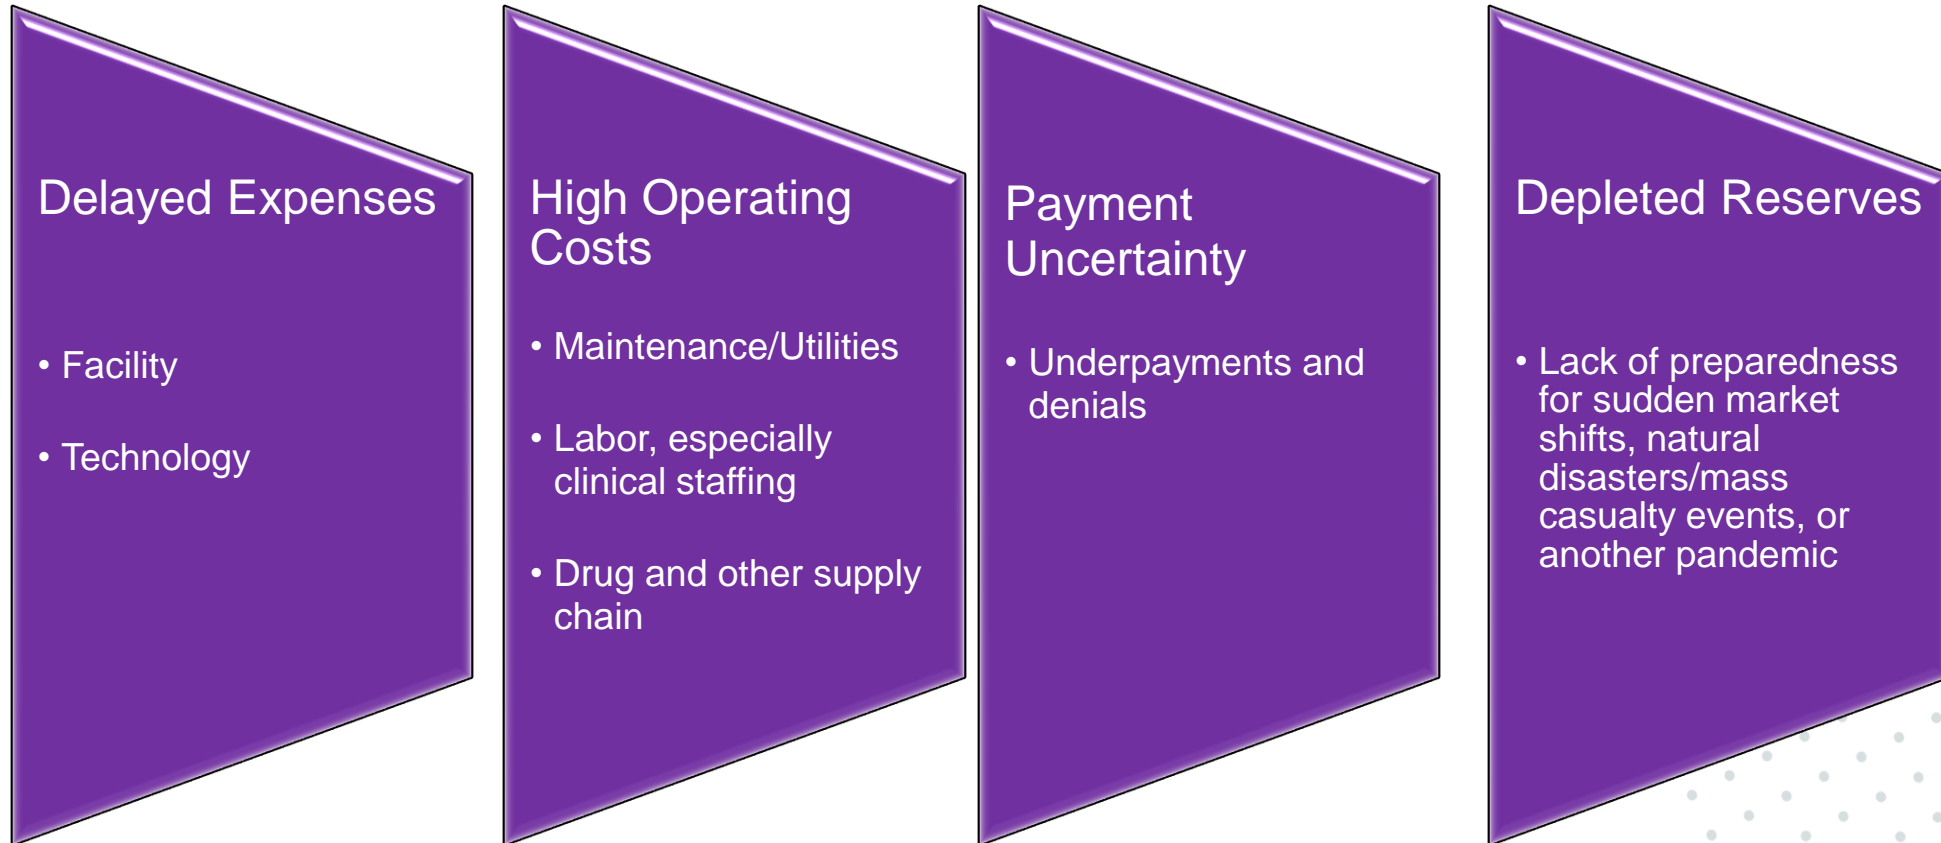 Delayed Expenses
• Facility
• Technology
High Operating
Costs
• Maintenance/Utilities
• Labor, especially
clinical staffing
• Drug and other supply
chain
Payment
Uncertainty
• Underpayments and
denials
Depleted Reserves
• Lack of preparedness
for sudden market
shifts, natural
disasters/mass
casualty events, or
another pandemic